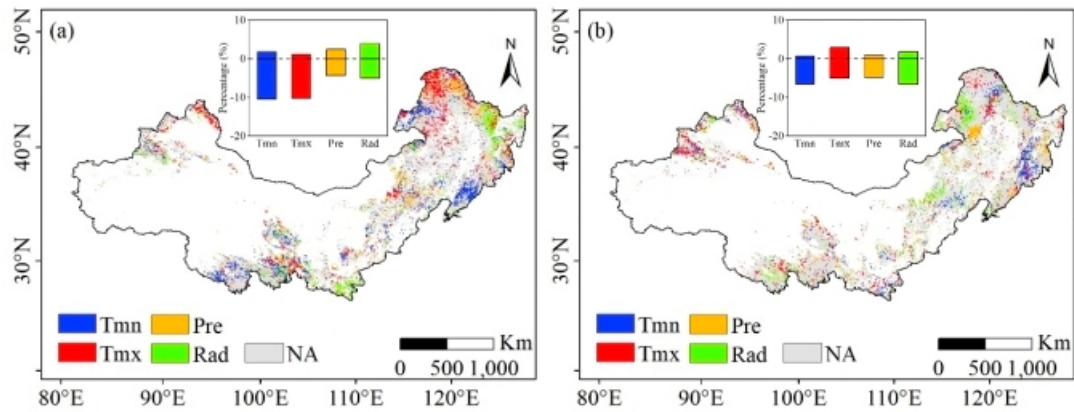 (a)
(b)
50°N
40°N
30°N
10
0
-10
-20
Percentage (%)
Tmn Tmx Pre Rad
N
Tmn Pre
Tmx Rad NA
Km
0 500 1,000
80°E 90°E 100°E 110°E 120°E
50°N
40°N
30°N
10
0
-10
-20
Percentage (%)
Tmn Tmx Pre Rad
N
Tmn Pre
Tmx Rad NA
Km
0 500 1,000
80°E 90°E 100°E 110°E 120°E